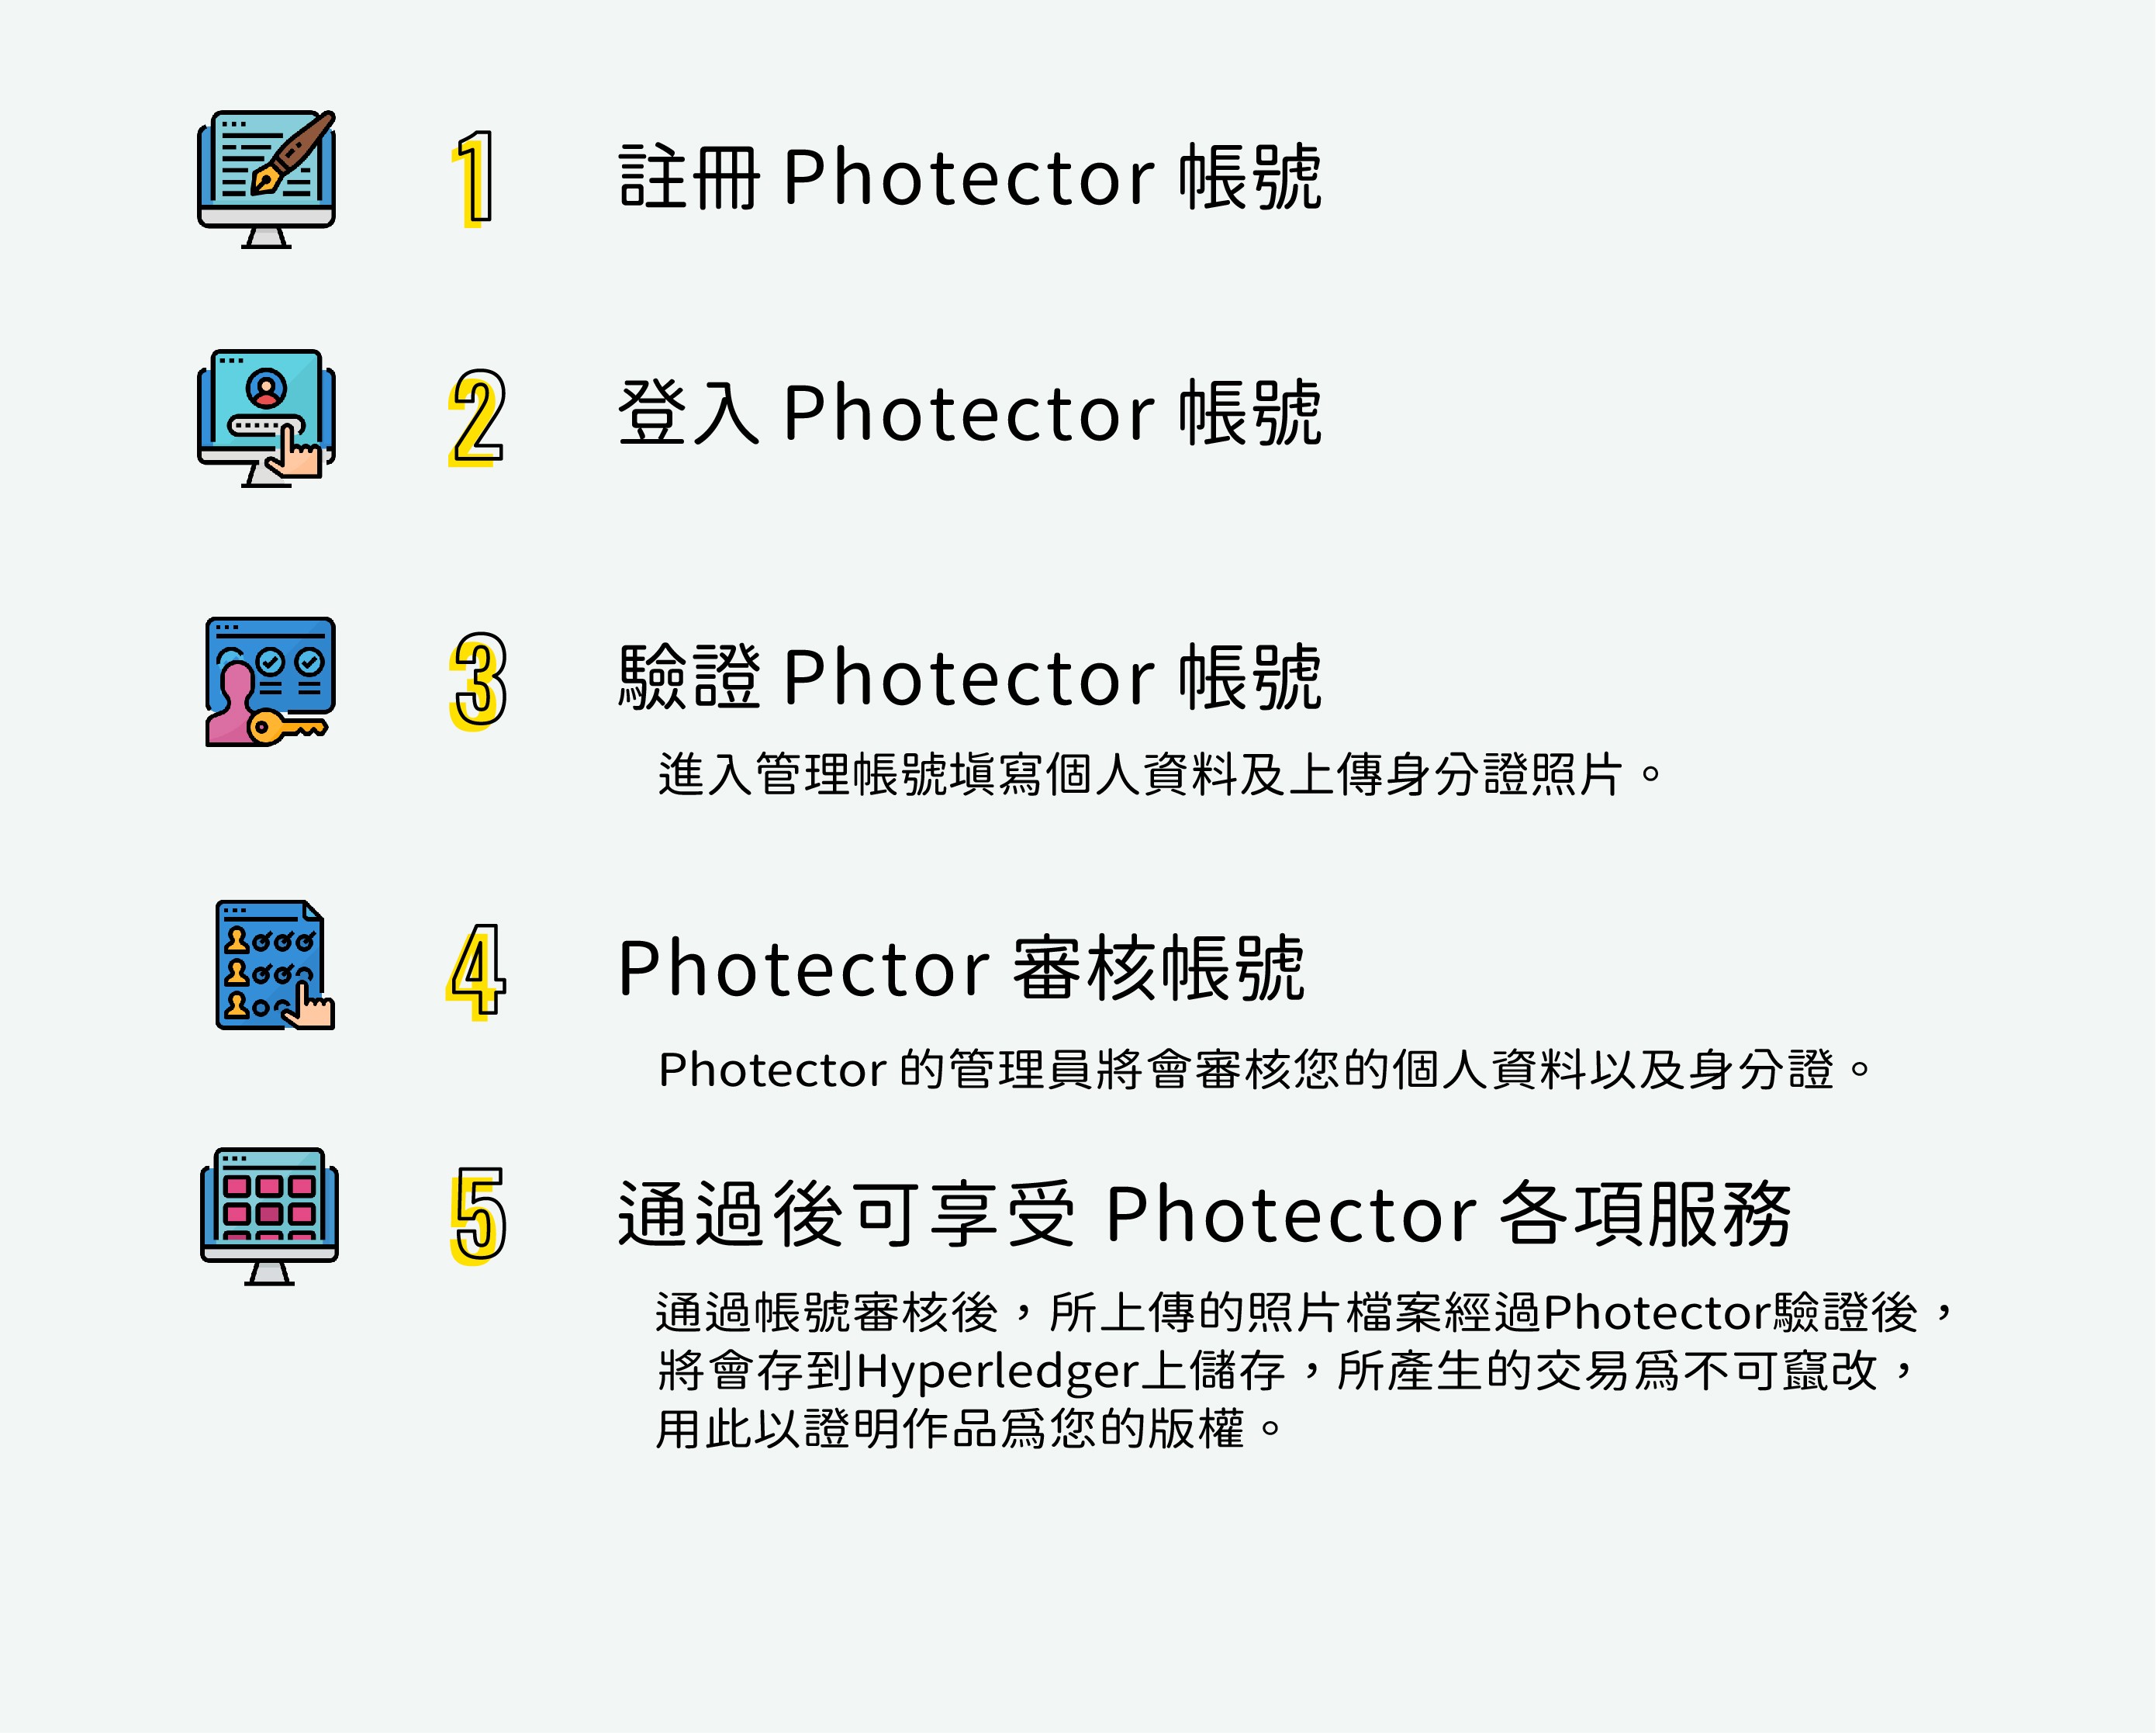 1 註冊 Photector 帳號
2 登入 Photector 帳號
3 驗證 Photector 帳號
進入管理帳號填寫個人資料及上傳身分證照片。
4 Photector 審核帳號
Photector 的管理員將會審核您的個人資料以及身分證。
5 通過後可享受 Photector 各項服務
通過帳號審核後，所上傳的照片檔案經過Photector驗證後，
將會存到Hyperledger上儲存，所產生的交易為不可竄改，
用此以證明作品為您的版權。